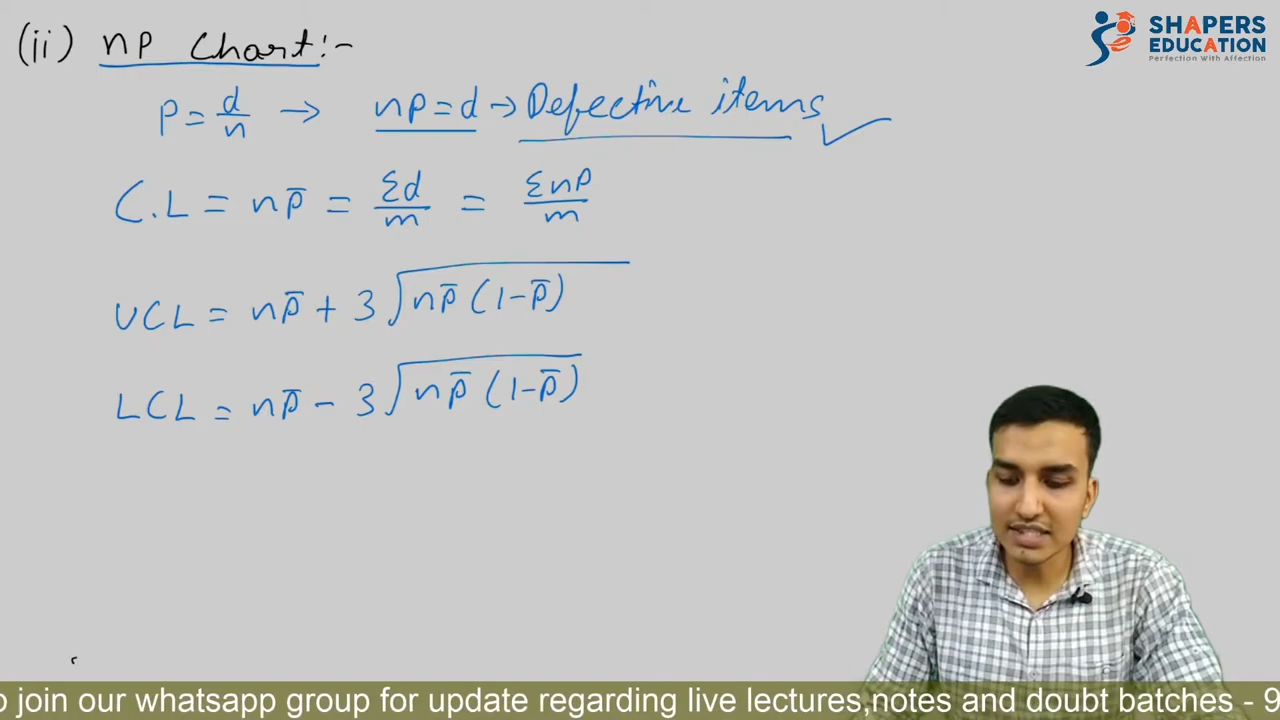 (ii) np Chart:-
SHAPERS
EDUCATION
Perfection With Affection
p = d/n → np = d → Defective items ✓
C.L = np̄ = Σd/m = Σnp/m
UCL = np̄ + 3√np̄(1-p̄)
LCL = np̄ - 3√np̄(1-p̄)
o join our whatsapp group for update regarding live lectures,notes and doubt batches - 9